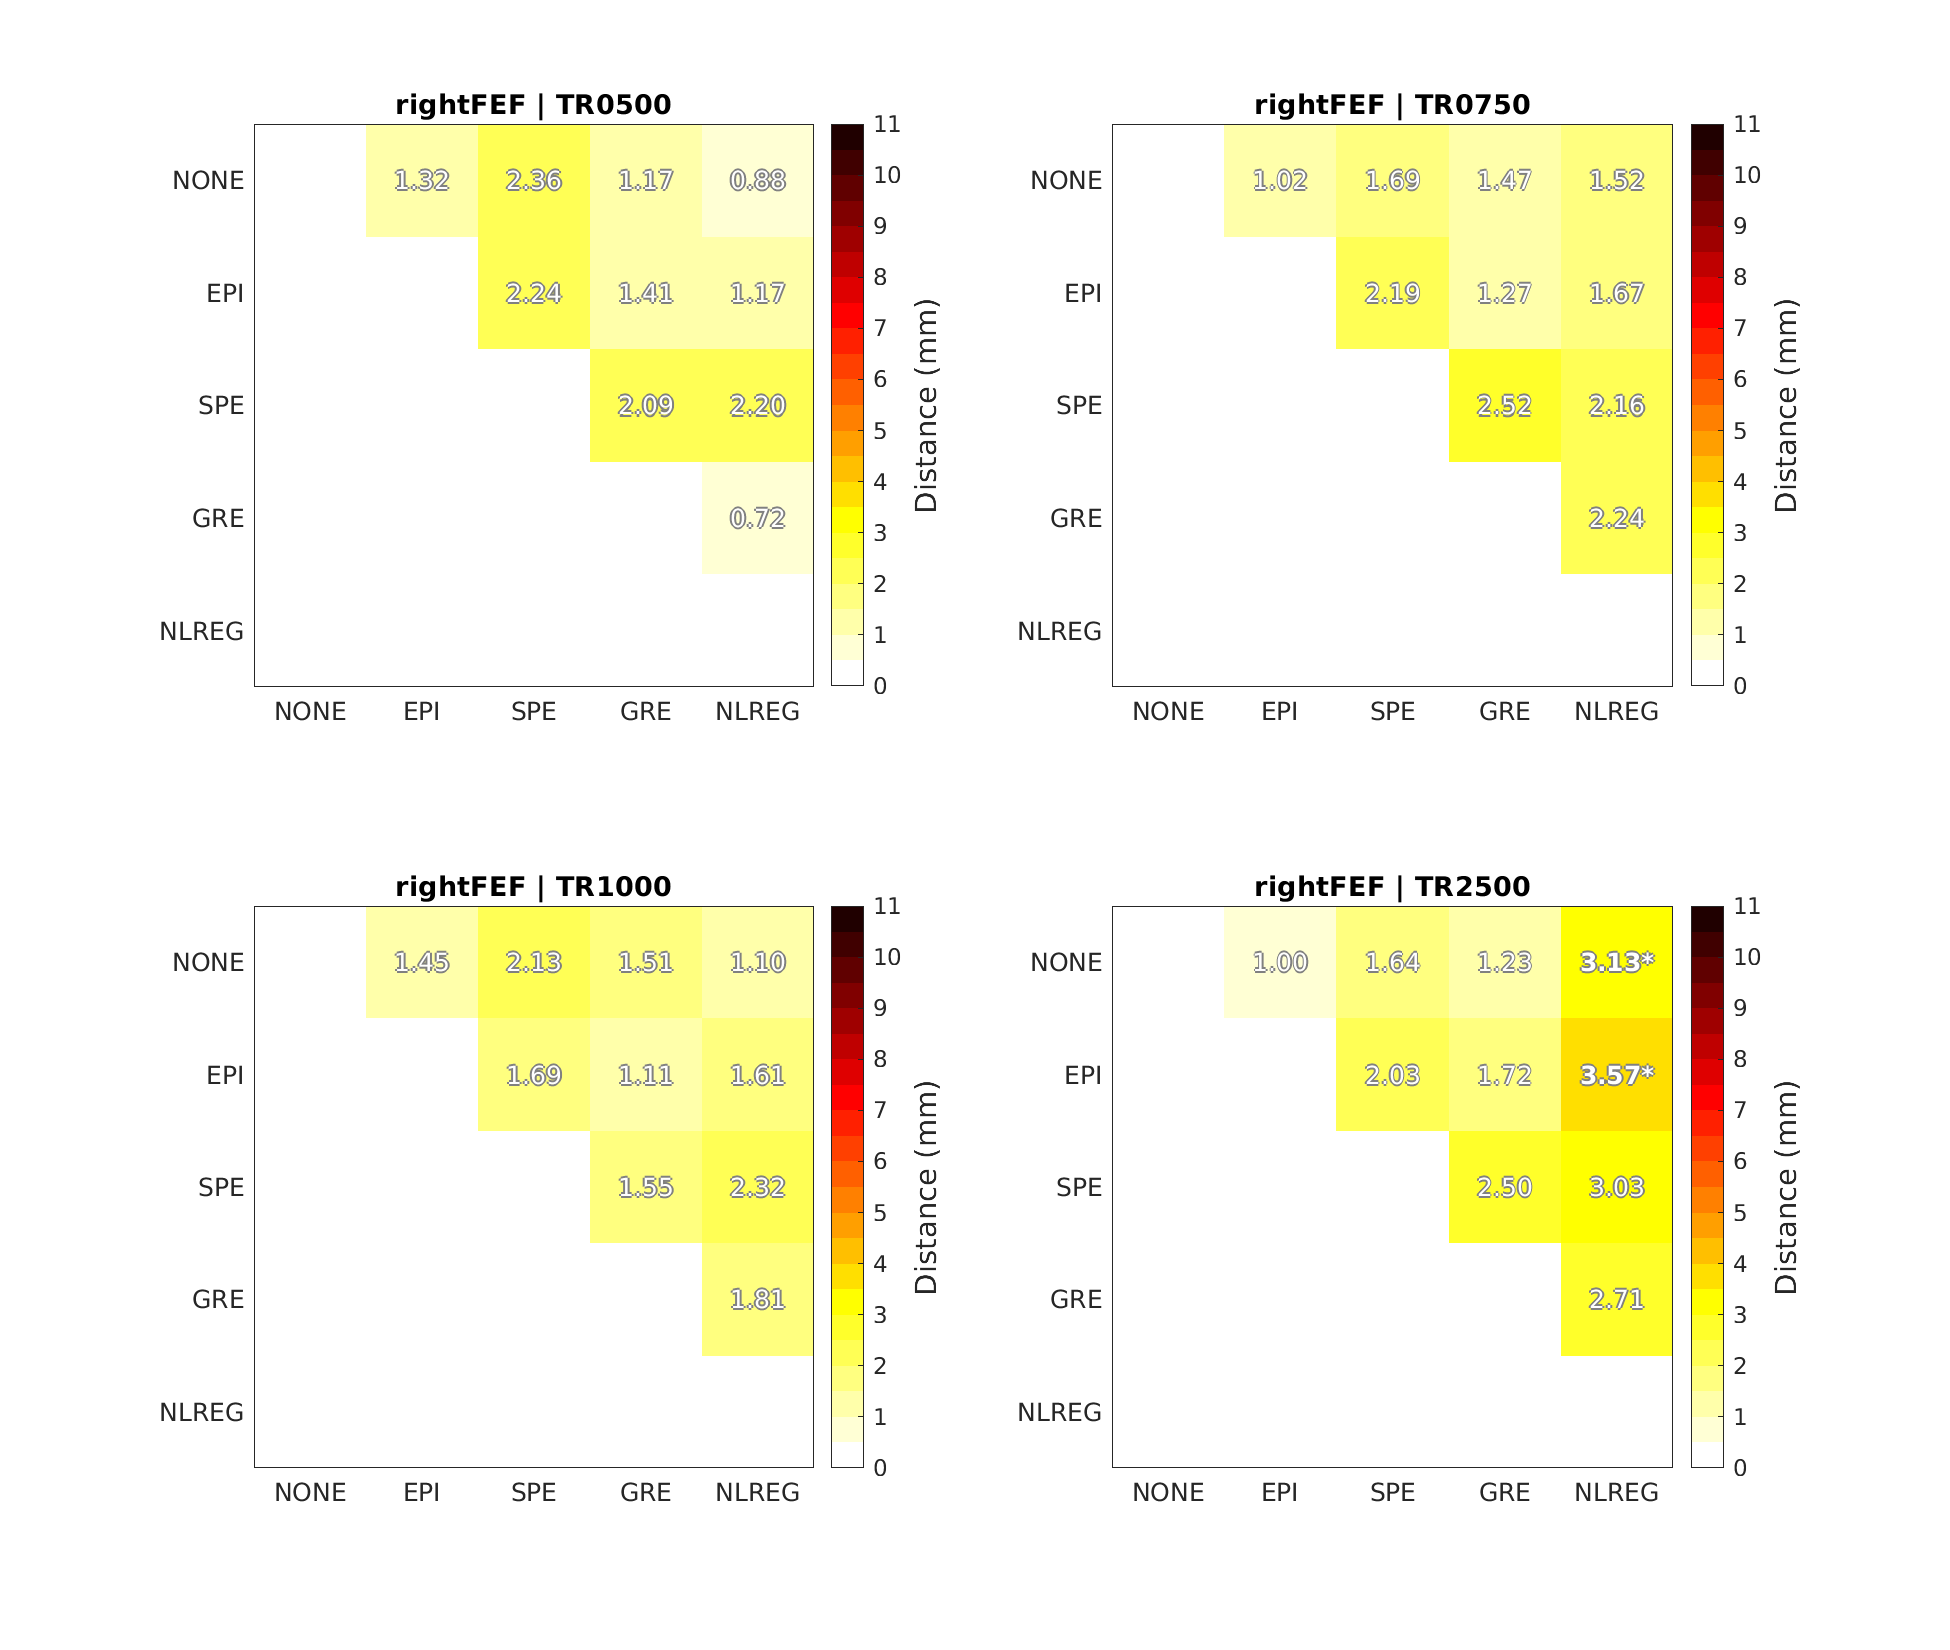 rightFEF | TR0500
NONE 1.32 2.36 1.17 0.88
EPI 2.24 1.41 1.17
SPE 2.09 2.20
GRE 0.72
NLREG
NONE EPI SPE GRE NLREG
11
10
9
8
7
6
5
4
3
2
1
0
Distance (mm)
rightFEF | TR0750
NONE 1.02 1.69 1.47 1.52
EPI 2.19 1.27 1.67
SPE 2.52 2.16
GRE 2.24
NLREG
NONE EPI SPE GRE NLREG
11
10
9
8
7
6
5
4
3
2
1
0
Distance (mm)
rightFEF | TR1000
NONE 1.45 2.13 1.51 1.10
EPI 1.69 1.11 1.61
SPE 1.55 2.32
GRE 1.81
NLREG
NONE EPI SPE GRE NLREG
11
10
9
8
7
6
5
4
3
2
1
0
Distance (mm)
rightFEF | TR2500
NONE 1.00 1.64 1.23 3.13*
EPI 2.03 1.72 3.57*
SPE 2.50 3.03
GRE 2.71
NLREG
NONE EPI SPE GRE NLREG
11
10
9
8
7
6
5
4
3
2
1
0
Distance (mm)